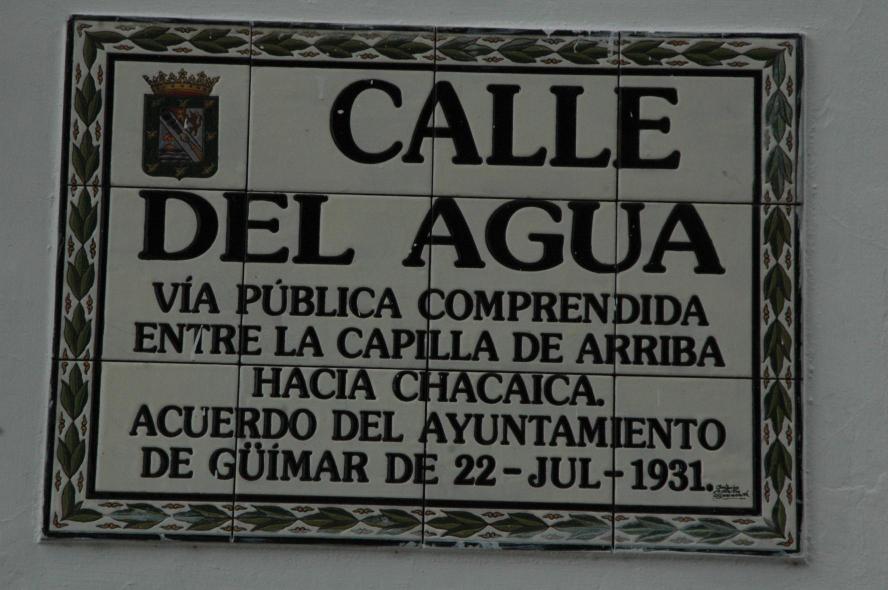 CALLE
DEL AGUA
VÍA PÚBLICA COMPRENDIDA
ENTRE LA CAPILLA DE ARRIBA
HACIA CHACAICA.
ACUERDO DEL AYUNTAMIENTO
DE GÜÍMAR DE 22-JUL-1931.